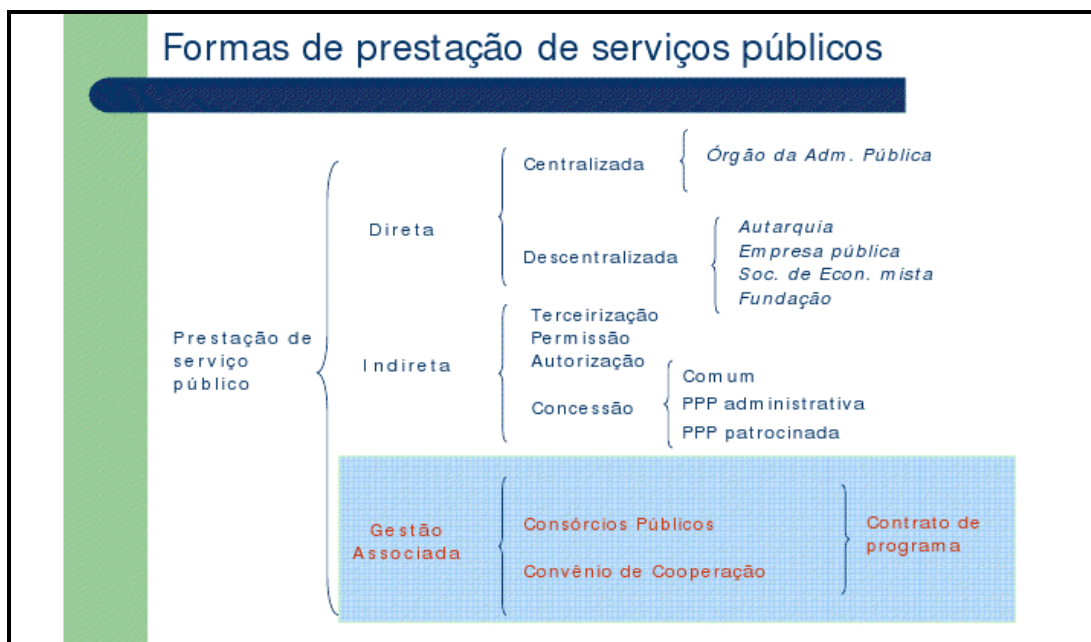 Formas de prestação de serviços públicos
Prestação de
serviço
público
Direta
Centralizada
Órgão da Adm. Pública
Descentralizada
Autarquia
Empresa pública
Soc. de Econ. mista
Fundação
Indireta
Terceirização
Permissão
Autorização
Concessão
Comum
PPP administrativa
PPP patrocinada
Gestão
Associada
Consórcios Públicos
Convênio de Cooperação
Contrato de
programa